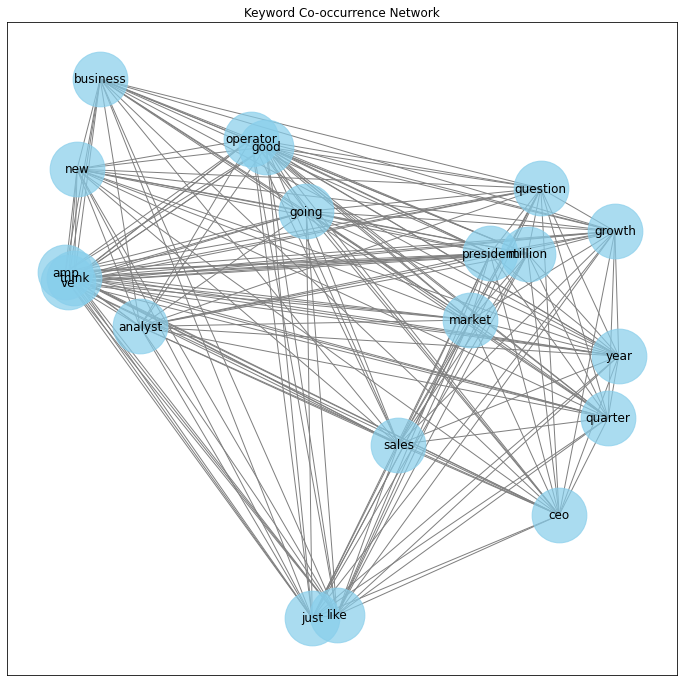 Keyword Co-occurrence Network
business
operator
good
new
question
going
growth
president
million
amp
think
ve
market
analyst
year
quarter
sales
ceo
just
like